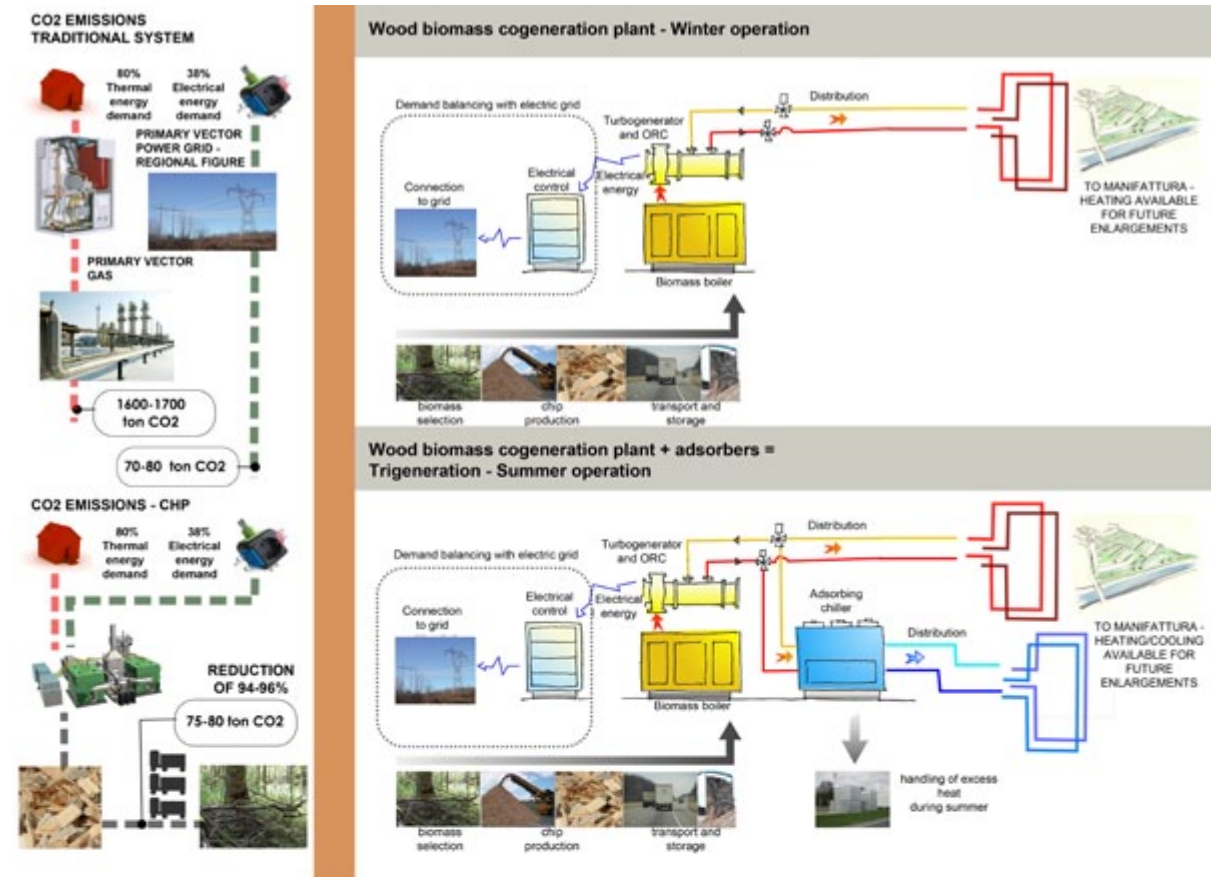 CO2 EMISSIONS
TRADITIONAL SYSTEM
80%
Thermal
energy
demand
38%
Electrical
energy
demand
PRIMARY VECTOR
POWER GRID -
REGIONAL FIGURE
PRIMARY VECTOR
GAS
1600-1700
ton CO2
70-80 ton CO2
CO2 EMISSIONS - CHP
80%
Thermal
energy
demand
38%
Electrical
energy
demand
REDUCTION
OF 94-96%
75-80 ton CO2
Wood biomass cogeneration plant - Winter operation
Demand balancing with electric grid
Turbogenerator
and ORC
Distribution
Electrical
control
Electrical
energy
Connection
to grid
Biomass boiler
TO MANIFATTURA -
HEATING AVAILABLE
FOR FUTURE
ENLARGEMENTS
biomass
selection
chip
production
transport and
storage
Wood biomass cogeneration plant + adsorbers =
Trigeneration - Summer operation
Demand balancing with electric grid
Turbogenerator
and ORC
Distribution
Electrical
control
Electrical
energy
Connection
to grid
Adsorbing
chiller
Distribution
Biomass boiler
TO MANIFATTURA -
HEATING/COOLING
AVAILABLE FOR
FUTURE
ENLARGEMENTS
handling of excess
heat
during summer
biomass
selection
chip
production
transport and
storage